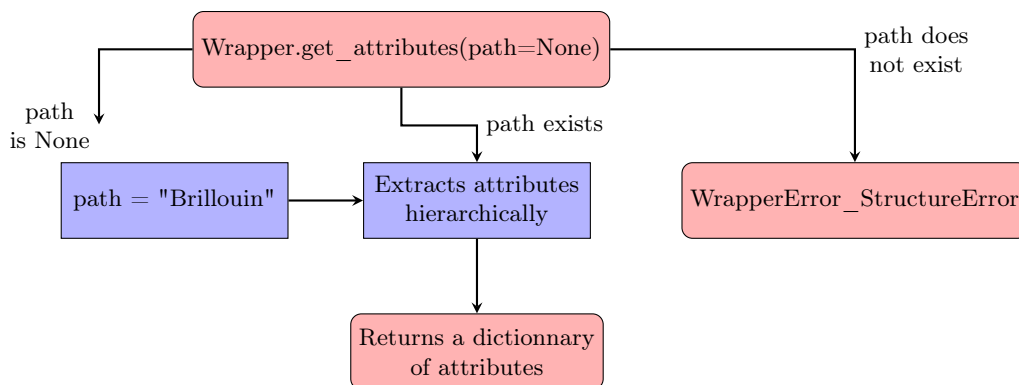 Wrapper.get_attributes(path=None)
path does
not exist
path
is None
path exists
path = "Brillouin"
Extracts attributes
hierarchically
WrapperError_StructureError
Returns a dictionnary
of attributes